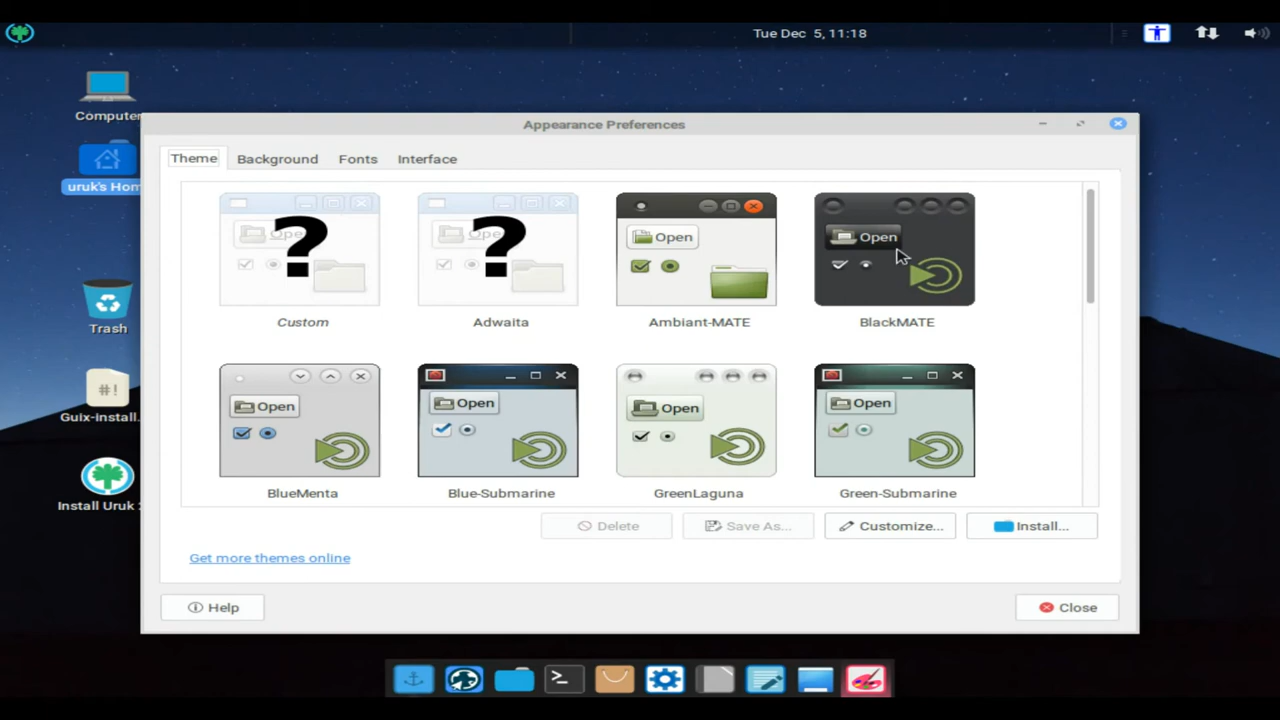 Tue Dec 5, 11:18
Computer
Appearance Preferences
Theme Background Fonts Interface
uruk's Hom
Open Open Open Open
? ?
Custom Adwaita Ambiant-MATE BlackMATE
Trash
#!
Guix-install.
Open Open Open Open
BlueMenta Blue-Submarine GreenLaguna Green-Submarine
Install Uruk
Delete Save As... Customize... Install...
Get more themes online
Help Close
>_